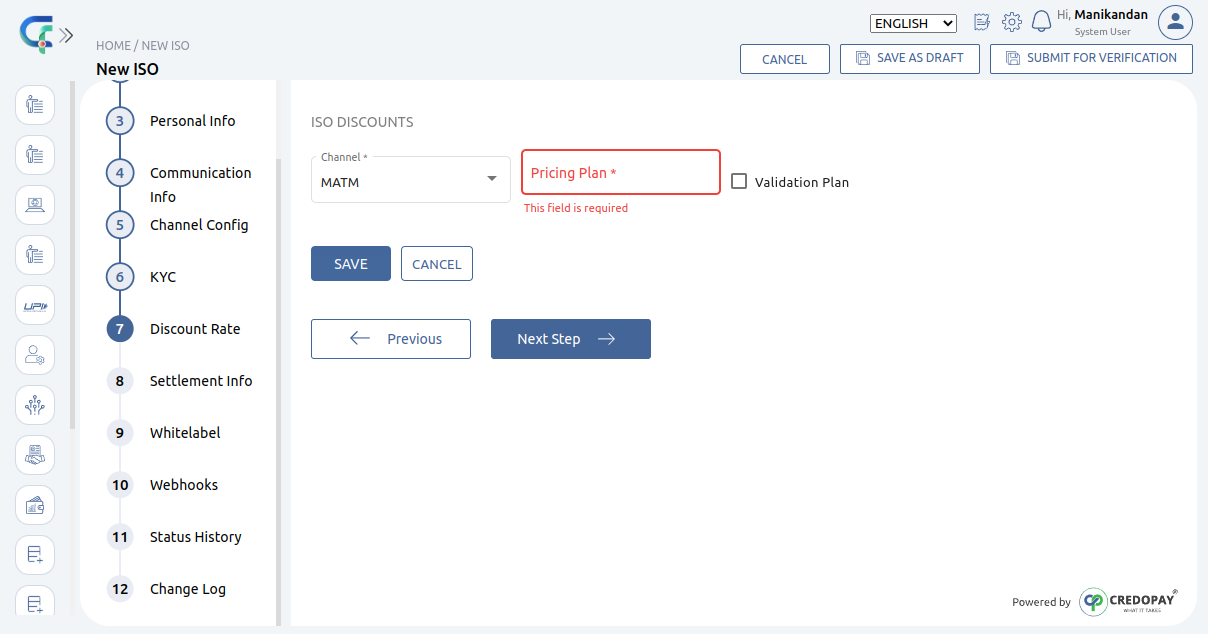 ENGLISH
Hi, Manikandan
System User
HOME / NEW ISO
New ISO
CANCEL
SAVE AS DRAFT
SUBMIT FOR VERIFICATION
3 Personal Info
4 Communication
Info
5 Channel Config
6 KYC
7 Discount Rate
8 Settlement Info
9 Whitelabel
10 Webhooks
11 Status History
12 Change Log
UPI
ISO DISCOUNTS
Channel *
MATM
Pricing Plan *
This field is required
Validation Plan
SAVE
CANCEL
Previous
Next Step
Powered by
CREDOPAY
WHAT IT TAKES